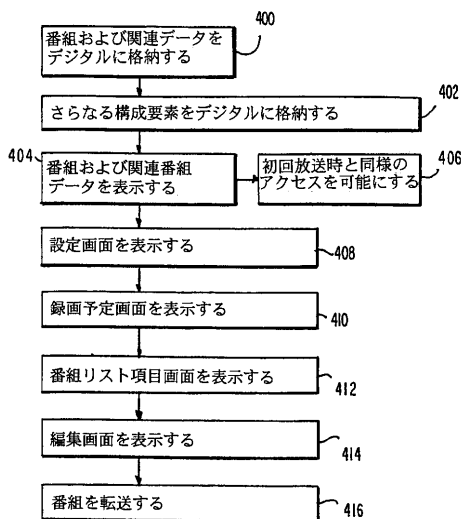 400
番組および関連データを
デジタルに格納する
402
さらなる構成要素をデジタルに格納する
404
番組および関連番組
データを表示する
初回放送時と同様の
アクセスを可能にする
406
設定画面を表示する
408
録画予定画面を表示する
410
番組リスト項目画面を表示する
412
編集画面を表示する
414
番組を転送する
416